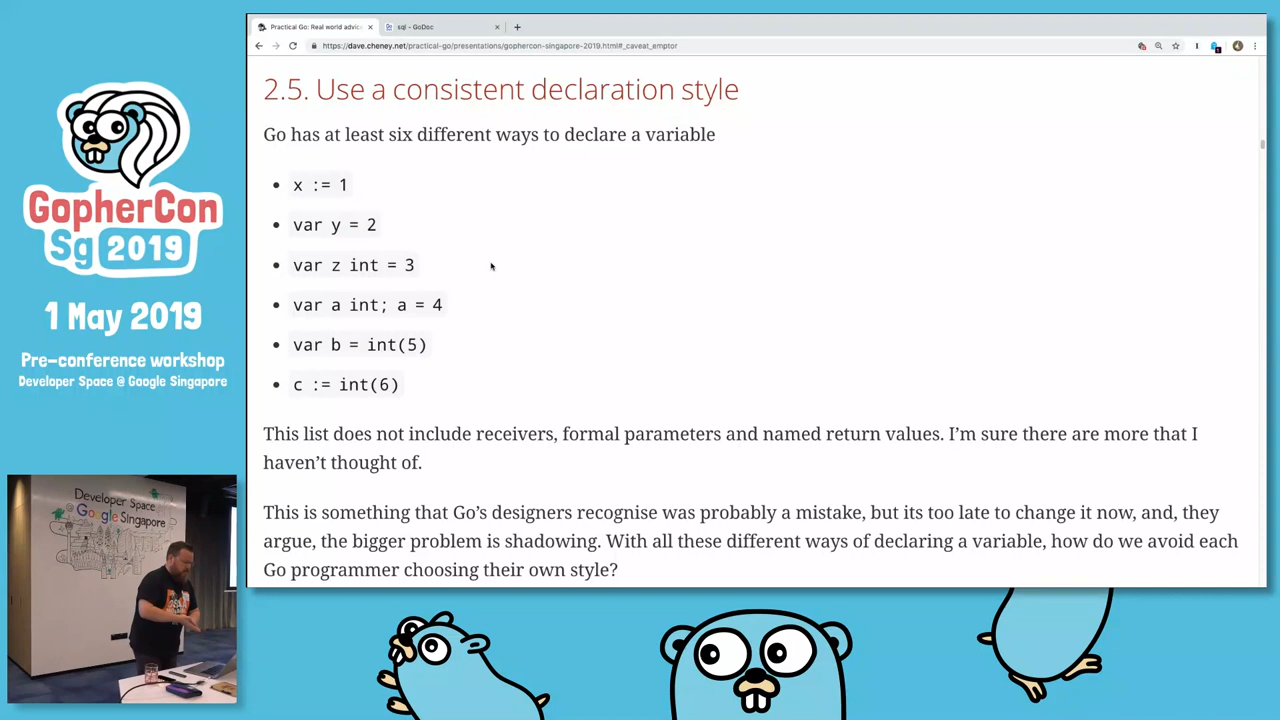 Practical Go: Real world advic
sql - GoDoc
https://dave.cheney.net/practical-go/presentations/gophercon-singapore-2019.html#_caveat_emptor
2.5. Use a consistent declaration style
Go has at least six different ways to declare a variable
x := 1
var y = 2
var z int = 3
var a int; a = 4
var b = int(5)
c := int(6)
This list does not include receivers, formal parameters and named return values. I’m sure there are more that I
haven’t thought of.
This is something that Go’s designers recognise was probably a mistake, but its too late to change it now, and, they
argue, the bigger problem is shadowing. With all these different ways of declaring a variable, how do we avoid each
Go programmer choosing their own style?
GopherCon
Sg 2019
1 May 2019
Pre-conference workshop
Developer Space @ Google Singapore
Developer Space
@ Google Singapore